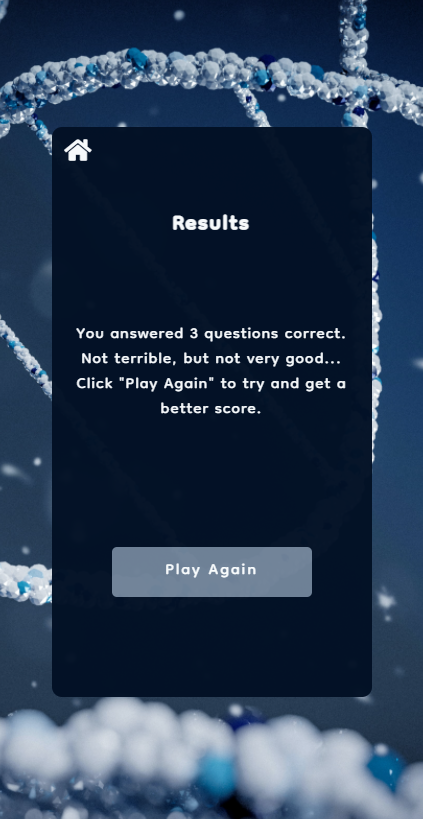 Results
You answered 3 questions correct.
Not terrible, but not very good...
Click "Play Again" to try and get a
better score.
Play Again